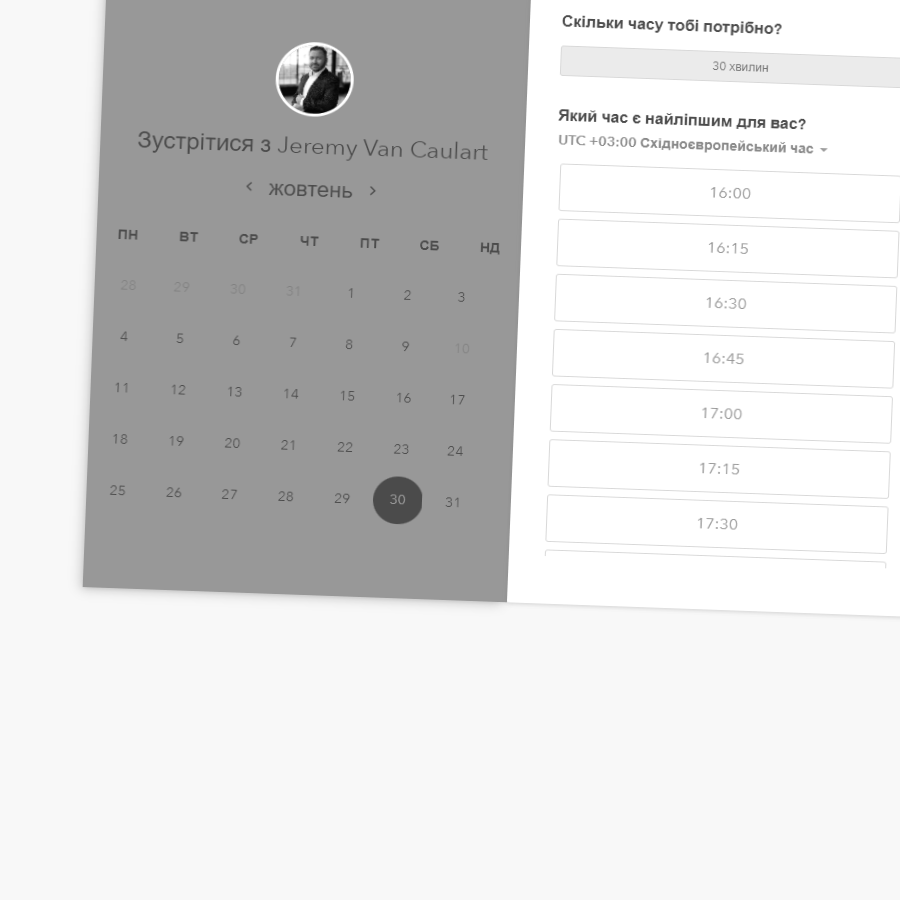 Зустрітися з Jeremy Van Caulart
жовтень
ПН ВТ СР ЧТ ПТ СБ НД
28 29 30 31 1 2 3
4 5 6 7 8 9 10
11 12 13 14 15 16 17
18 19 20 21 22 23 24
25 26 27 28 29 30 31
Скільки часу тобі потрібно?
30 хвилин
Який час є найліпшим для вас?
UTC +03:00 Східноєвропейський час
16:00
16:15
16:30
16:45
17:00
17:15
17:30